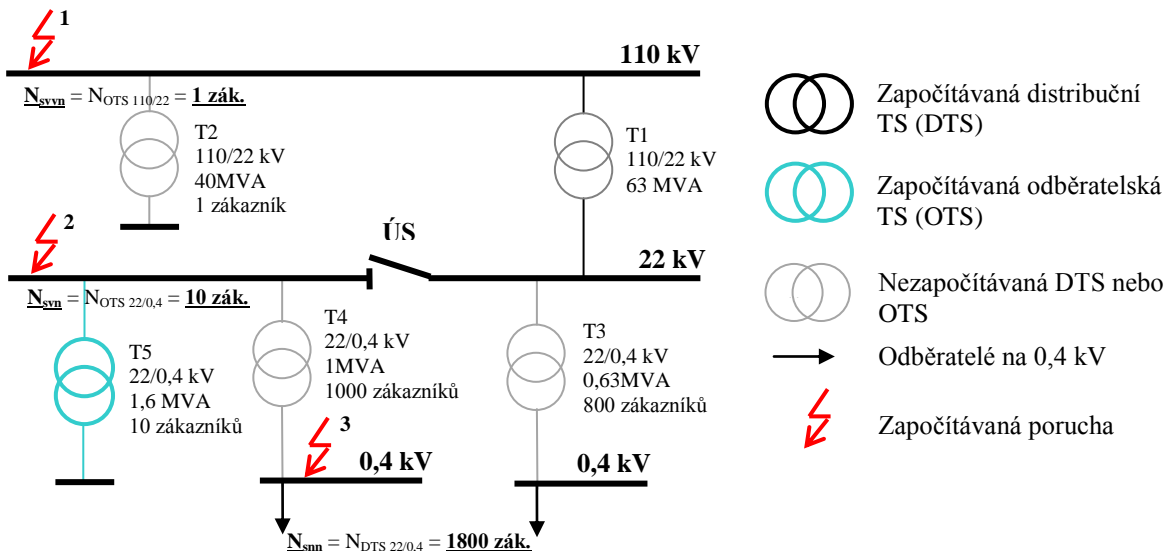 1
110 kV
Nsvvn = NOTS 110/22 = 1 zák.
T2
110/22 kV
40MVA
1 zákazník
T1
110/22 kV
63 MVA
2
ÚS
22 kV
Nsvn = NOTS 22/0,4 = 10 zák.
T5
22/0,4 kV
1,6 MVA
10 zákazníků
T4
22/0,4 kV
1MVA
1000 zákazníků
T3
22/0,4 kV
0,63MVA
800 zákazníků
3
0,4 kV
0,4 kV
Nsnn = NDTS 22/0.4 = 1800 zák.
Započítávaná distribuční
TS (DTS)
Započítávaná odběratelská
TS (OTS)
Nezapočítávaná DTS nebo
OTS
Odběratelé na 0,4 kV
Započítávaná porucha